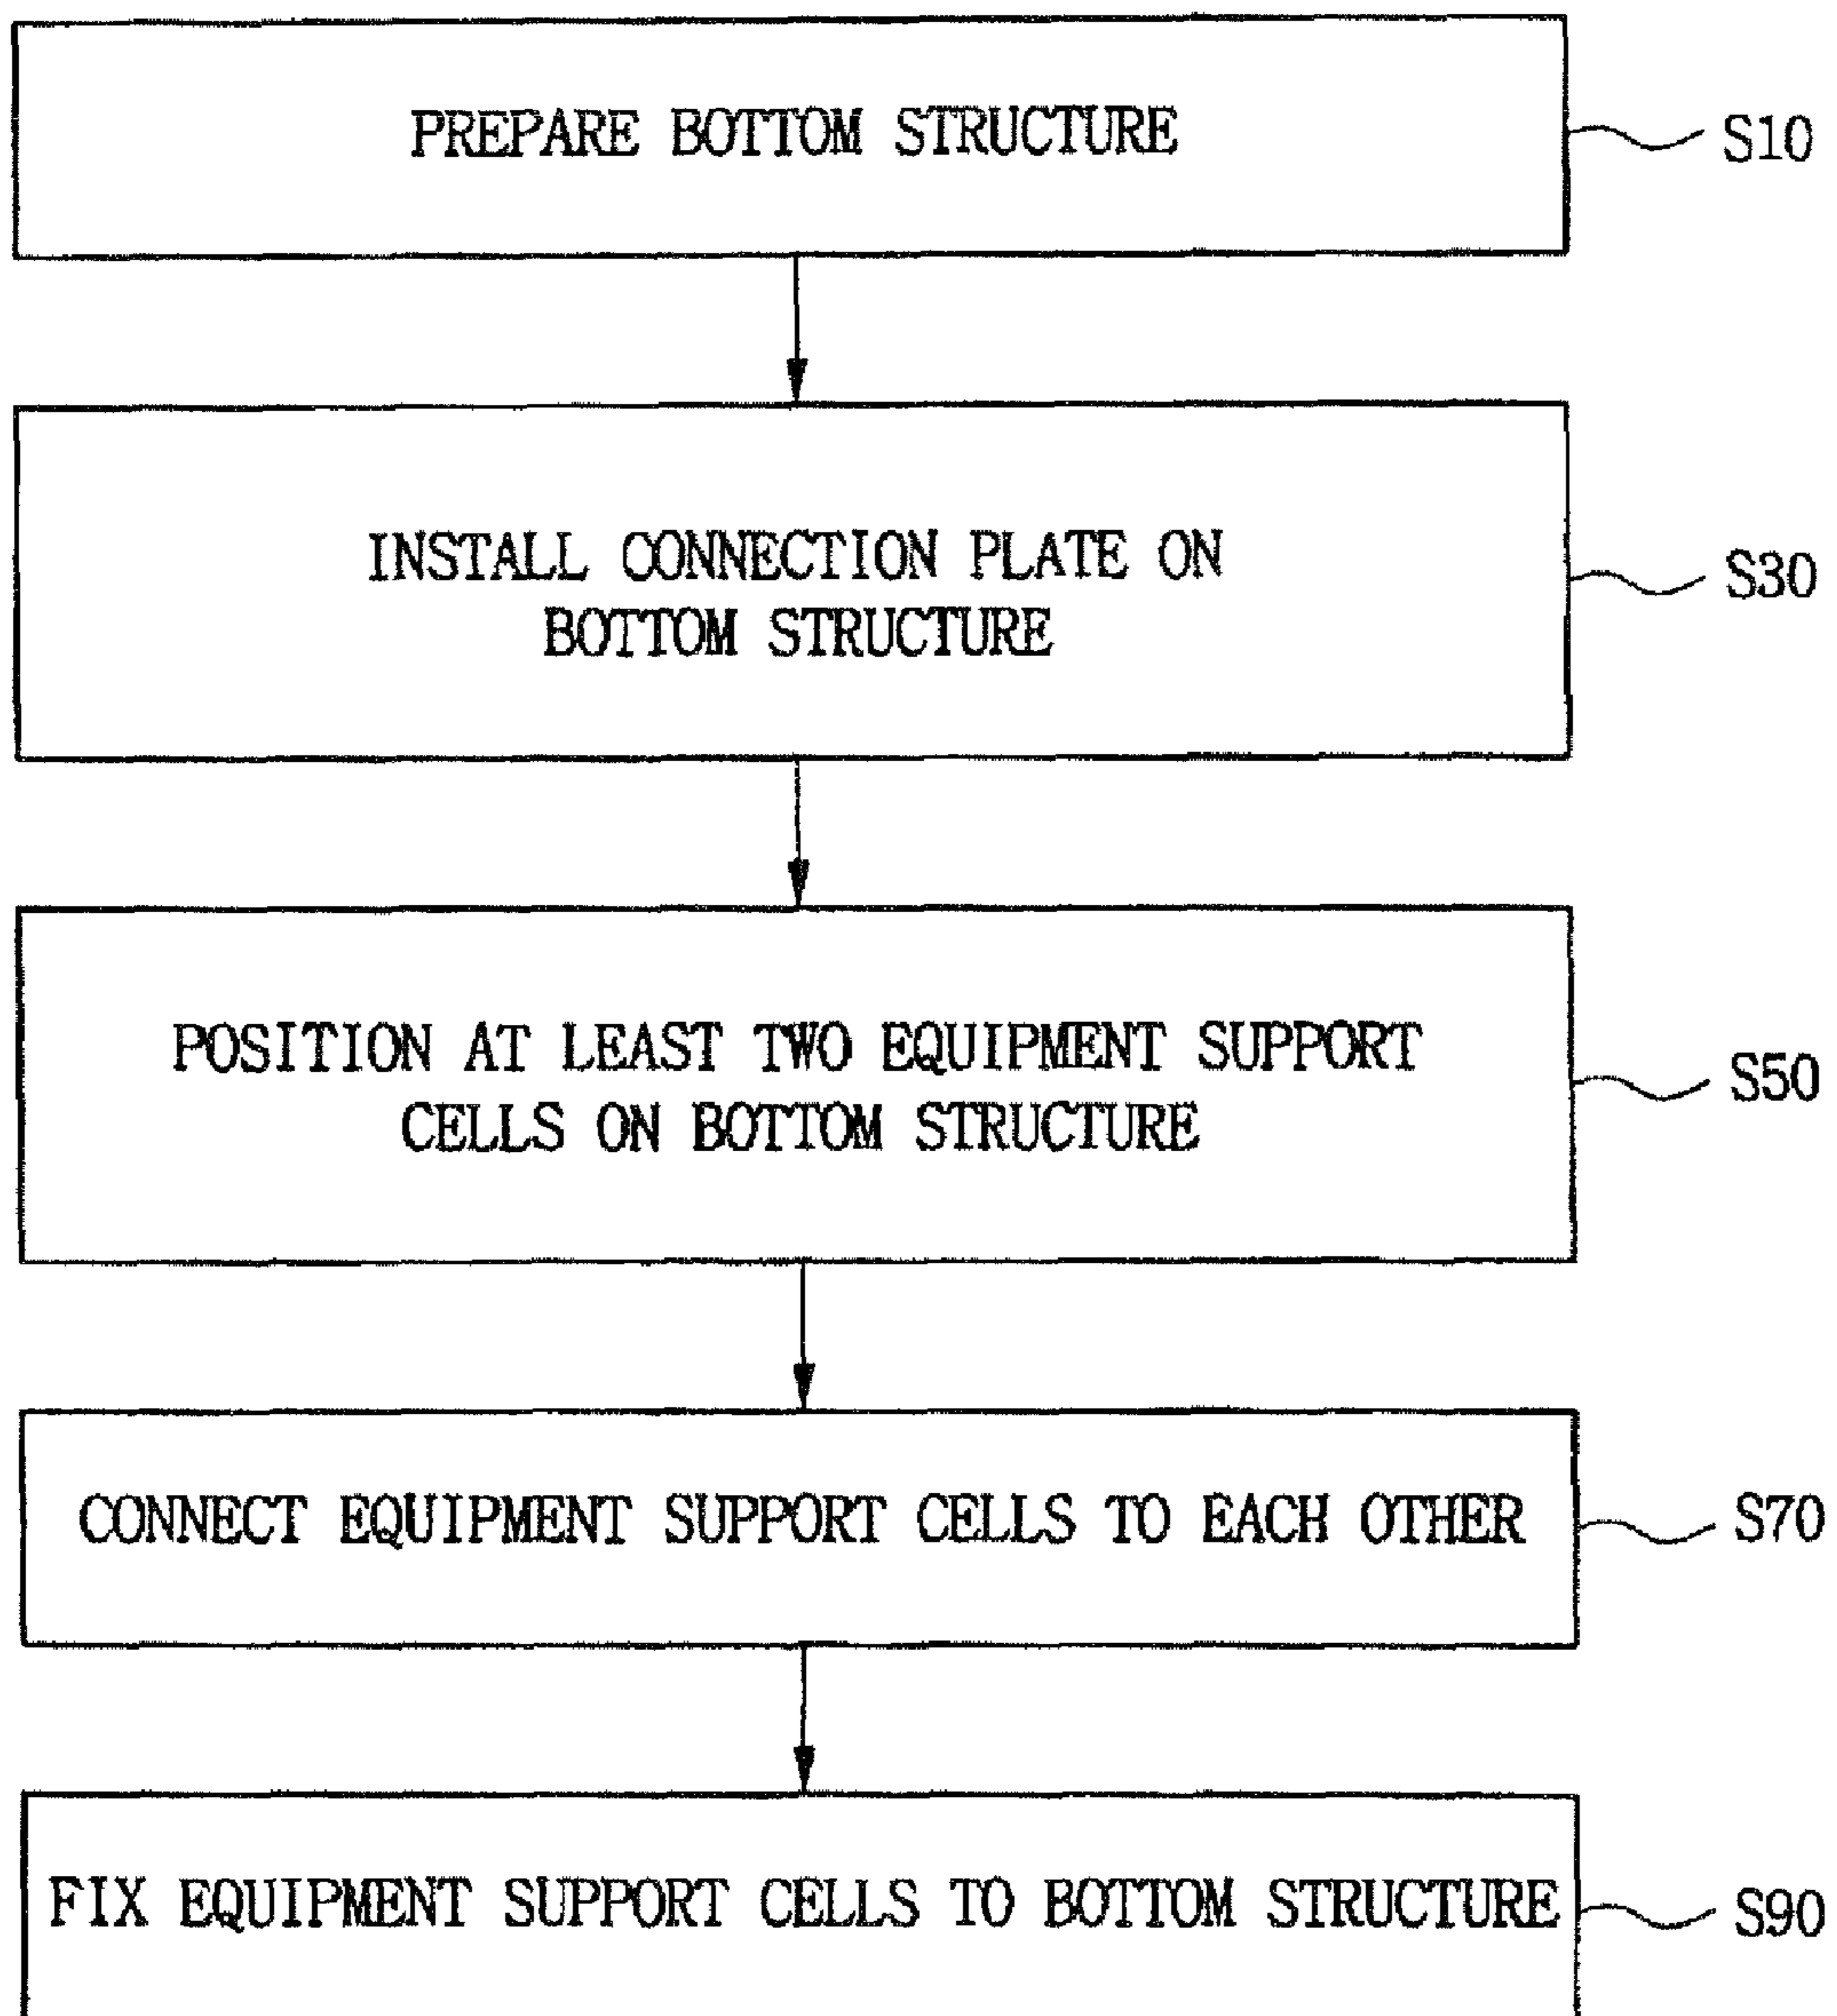 PREPARE BOTTOM STRUCTURE
S10
INSTALL CONNECTION PLATE ON
BOTTOM STRUCTURE
S30
POSITION AT LEAST TWO EQUIPMENT SUPPORT
CELLS ON BOTTOM STRUCTURE
S50
CONNECT EQUIPMENT SUPPORT CELLS TO EACH OTHER
S70
FIX EQUIPMENT SUPPORT CELLS TO BOTTOM STRUCTURE
S90